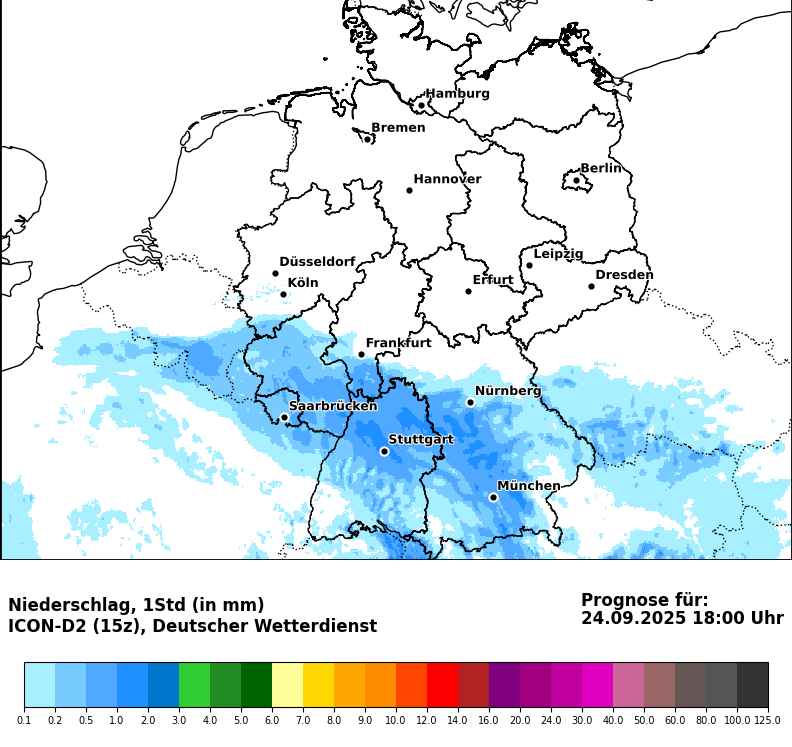 Hamburg
Bremen
Berlin
Hannover
Leipzig
Düsseldorf
Dresden
Köln
Erfurt
Frankfurt
Nürnberg
Saarbrücken
Stuttgart
München
Niederschlag, 1Std (in mm)
ICON-D2 (15z), Deutscher Wetterdienst
Prognose für:
24.09.2025 18:00 Uhr
0.1 0.2 0.5 1.0 2.0 3.0 4.0 5.0 6.0 7.0 8.0 9.0 10.0 12.0 14.0 16.0 20.0 24.0 30.0 40.0 50.0 60.0 80.0 100.0 125.0